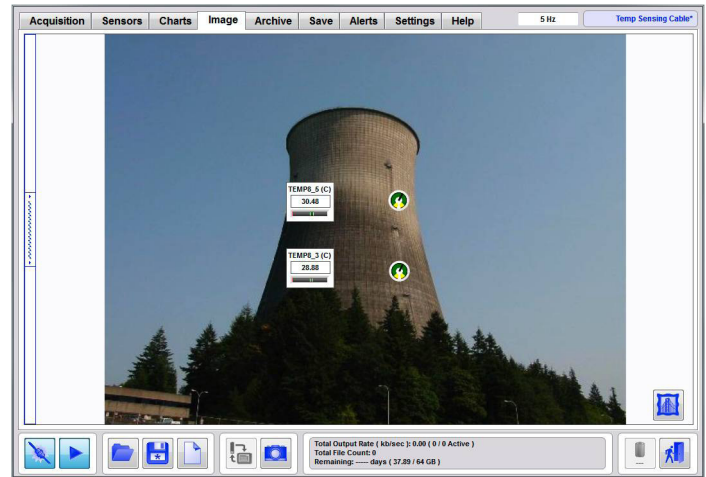 Acquisition Sensors Charts Image Archive Save Alerts Settings Help 5 Hz Temp Sensing Cable*
TEMP8_5 (C)
30.48
TEMP8_3 (C)
28.88
Total Output Rate ( kb/sec ): 0.00 ( 0 / 0 Active )
Total File Count: 0
Remaining: ----- days ( 37.89 / 64 GB )